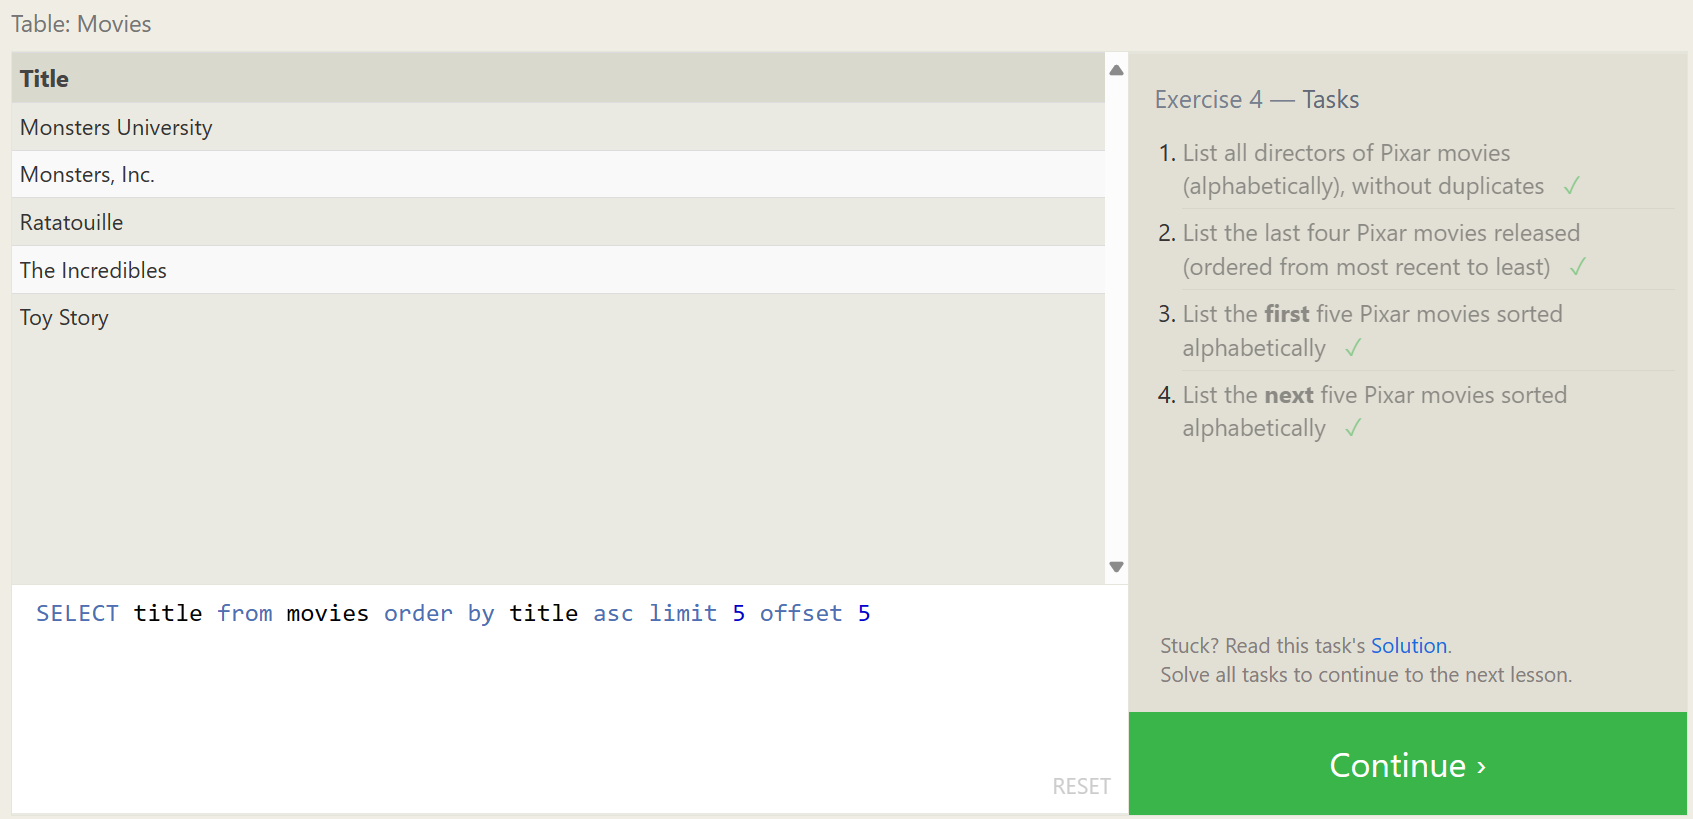 Table: Movies
Title
Monsters University
Monsters, Inc.
Ratatouille
The Incredibles
Toy Story
SELECT title from movies order by title asc limit 5 offset 5
RESET
Exercise 4 — Tasks
1. List all directors of Pixar movies
(alphabetically), without duplicates ✓
2. List the last four Pixar movies released
(ordered from most recent to least) ✓
3. List the first five Pixar movies sorted
alphabetically ✓
4. List the next five Pixar movies sorted
alphabetically ✓
Stuck? Read this task's Solution.
Solve all tasks to continue to the next lesson.
Continue ›